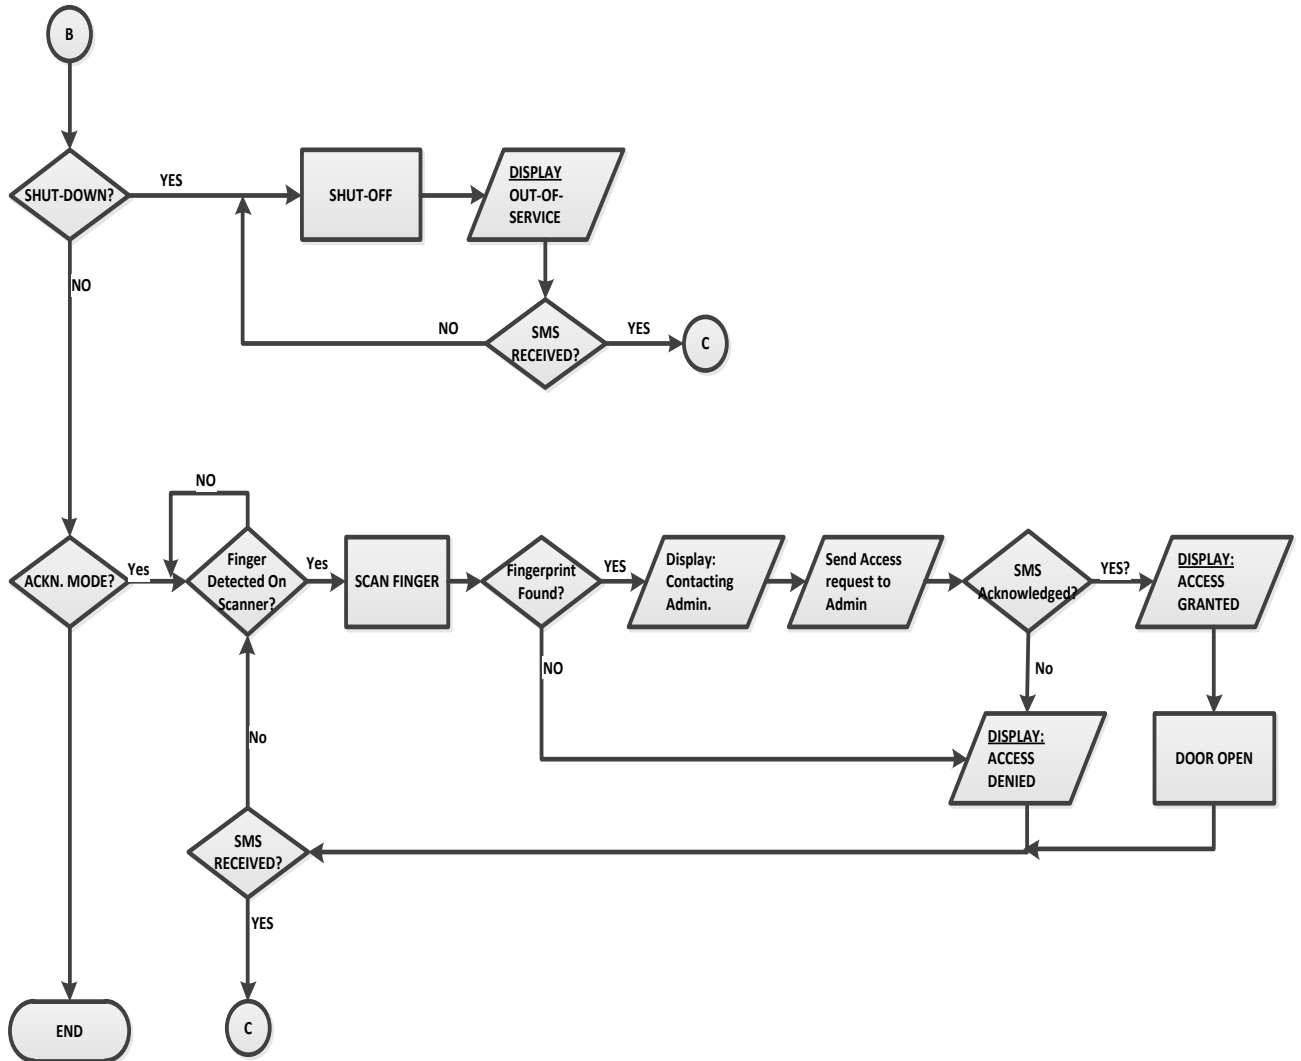 B
SHUT-DOWN?
YES
SHUT-OFF
DISPLAY
OUT-OF-
SERVICE
NO
NO
SMS
RECEIVED?
YES
C
NO
ACKN. MODE?
Yes
Finger
Detected On
Scanner?
Yes
SCAN FINGER
Fingerprint
Found?
YES
Display:
Contacting
Admin.
Send Access
request to
Admin
SMS
Acknowledged?
YES?
DISPLAY:
ACCESS
GRANTED
NO
No
No
DISPLAY:
ACCESS
DENIED
DOOR OPEN
SMS
RECEIVED?
YES
END
C